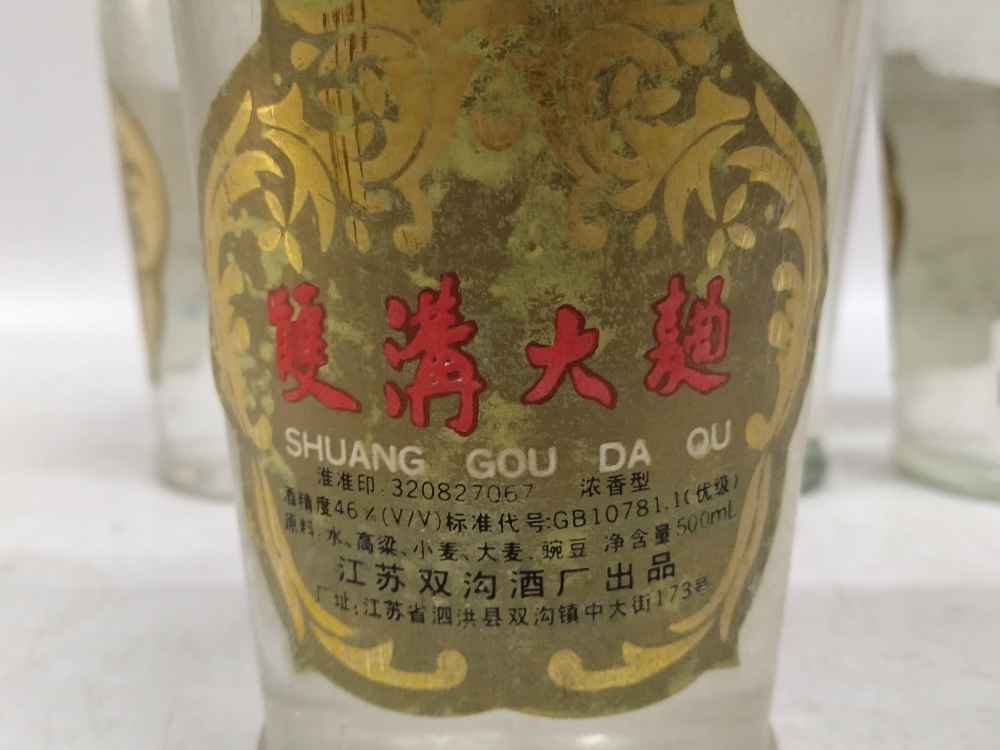 雙溝大麯
SHUANG GOU DA QU
淮准印:320827067 浓香型
酒精度46%(V/V)标准代号:GB10781.1(优级)
原料:水、高粱、小麦、大麦、豌豆 净含量500mL
江苏双沟酒厂出品
厂址:江苏省泗洪县双沟镇中大街173号